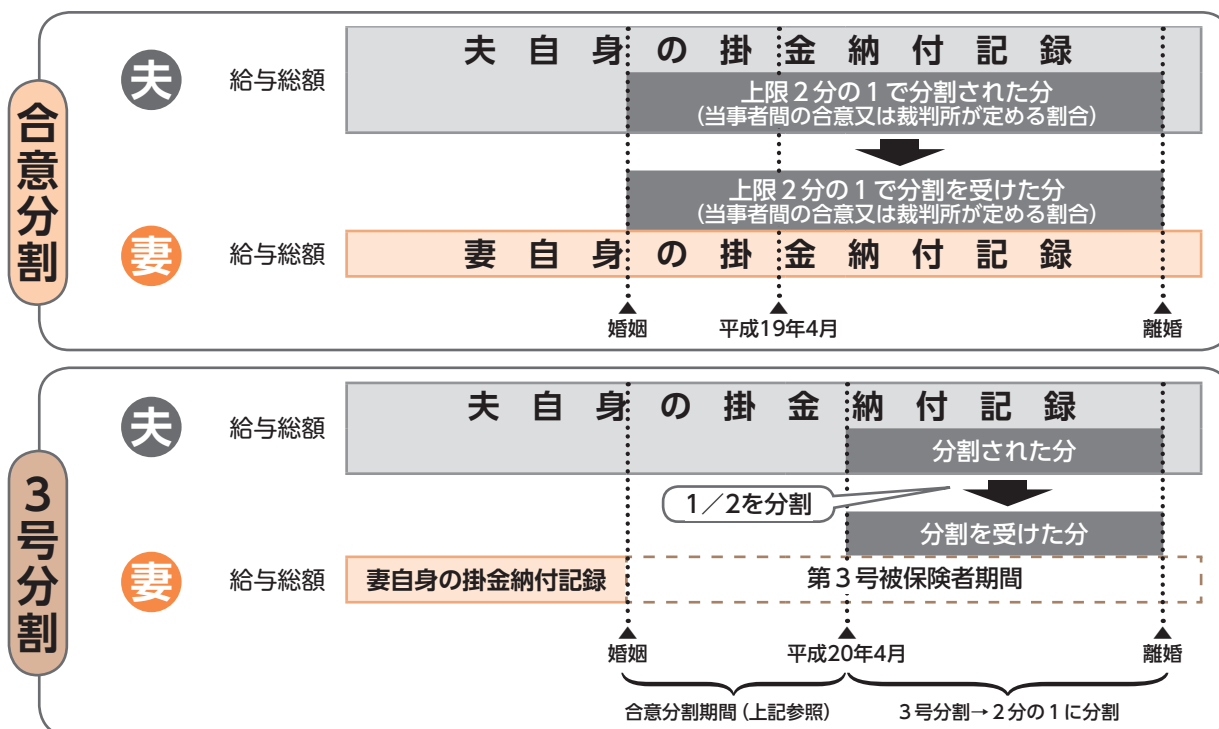 合意分割
夫
給与総額
夫自身の掛金納付記録
上限2分の1で分割された分
(当事者間の合意又は裁判所が定める割合)
上限2分の1で分割を受けた分
(当事者間の合意又は裁判所が定める割合)
妻
給与総額
妻自身の掛金納付記録
婚姻
平成19年4月
離婚
3号分割
夫
給与総額
夫自身の掛金納付記録
分割された分
1/2を分割
分割を受けた分
妻
給与総額
妻自身の掛金納付記録
第3号被保険者期間
婚姻
平成20年4月
離婚
合意分割期間(上記参照)
3号分割→2分の1に分割